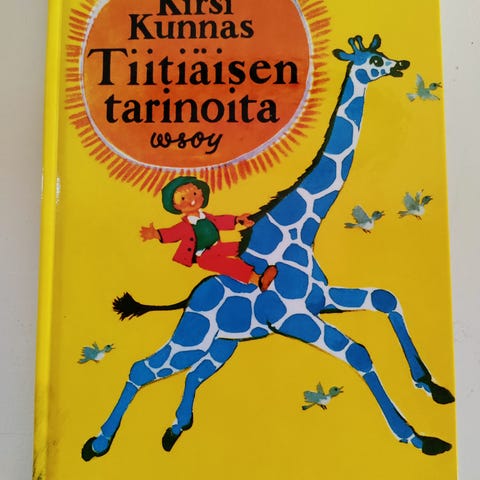 Kirsi
Kunnas
Tiitiäisen
tarinoita
wsoy